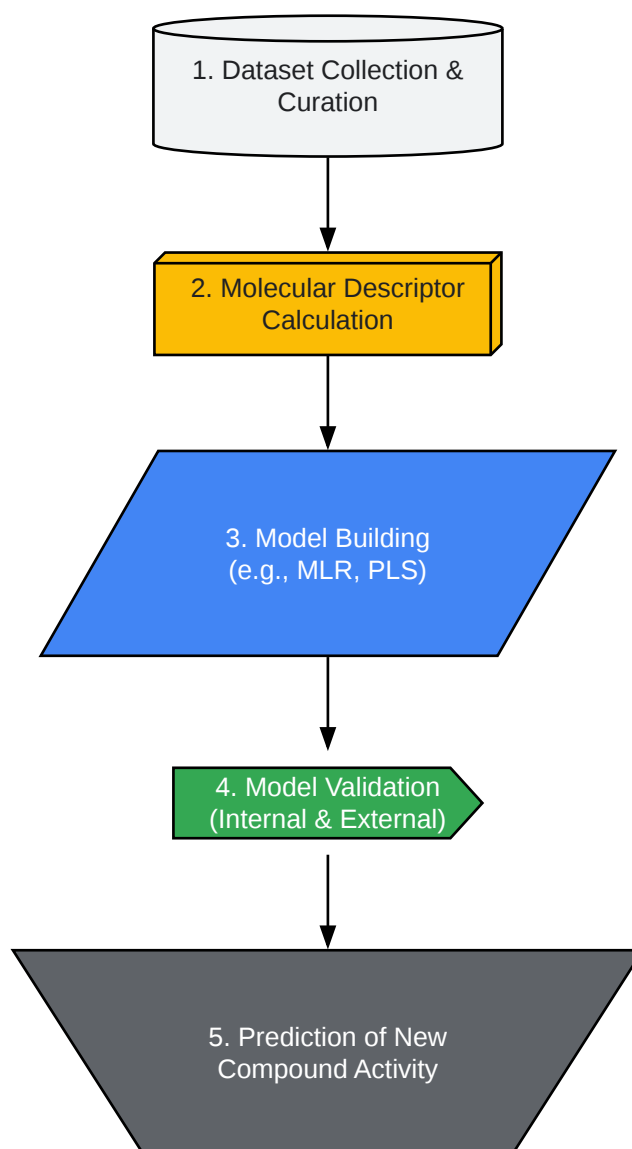 1. Dataset Collection &
Curation
2. Molecular Descriptor
Calculation
3. Model Building
(e.g., MLR, PLS)
4. Model Validation
(Internal & External)
5. Prediction of New
Compound Activity